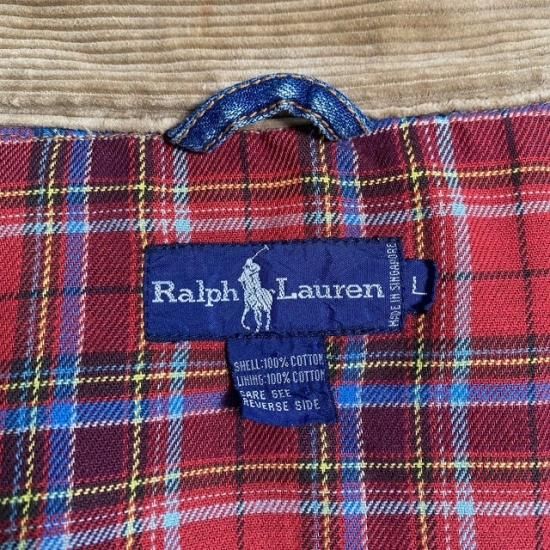 Ralph Lauren
MADE IN SINGAPORE
L
SHELL:100% COTTON
LINING:100% COTTON
CARE SEE
REVERSE SIDE